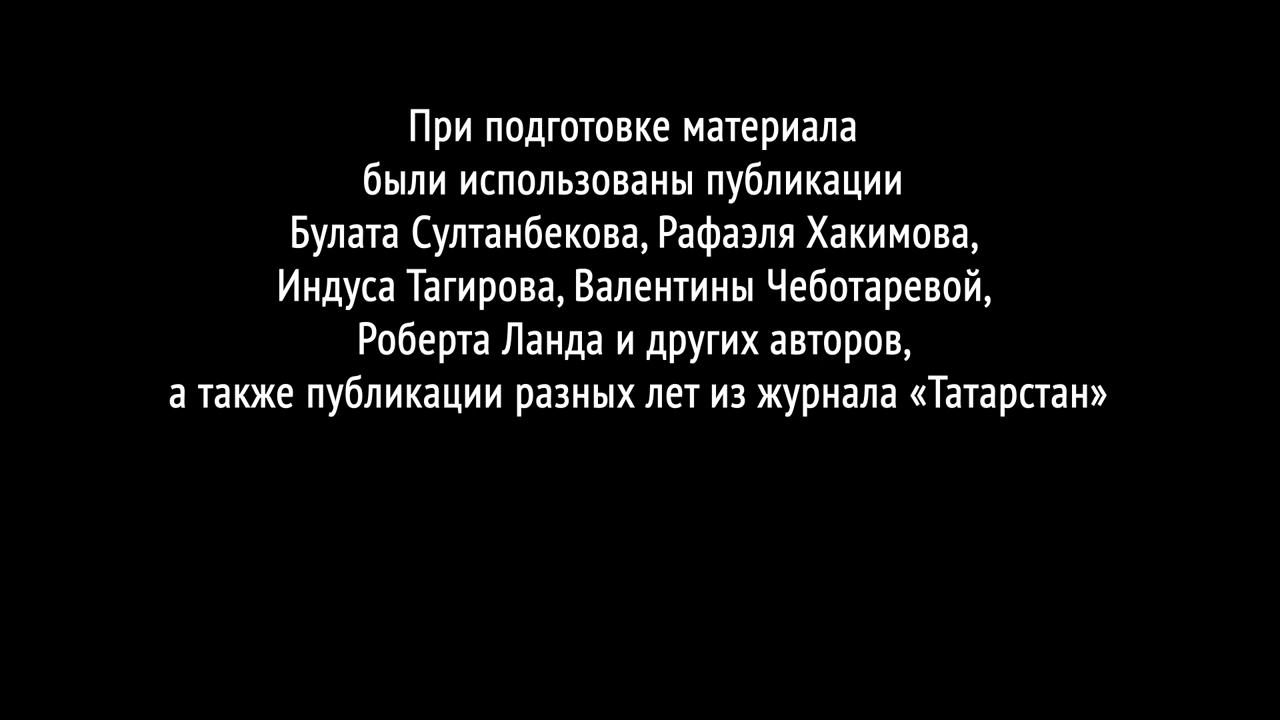 При подготовке материала
были использованы публикации
Булата Султанбекова, Рафаэля Хакимова,
Индуса Тагирова, Валентины Чеботаревой,
Роберта Ланда и других авторов,
а также публикации разных лет из журнала «Татарстан»